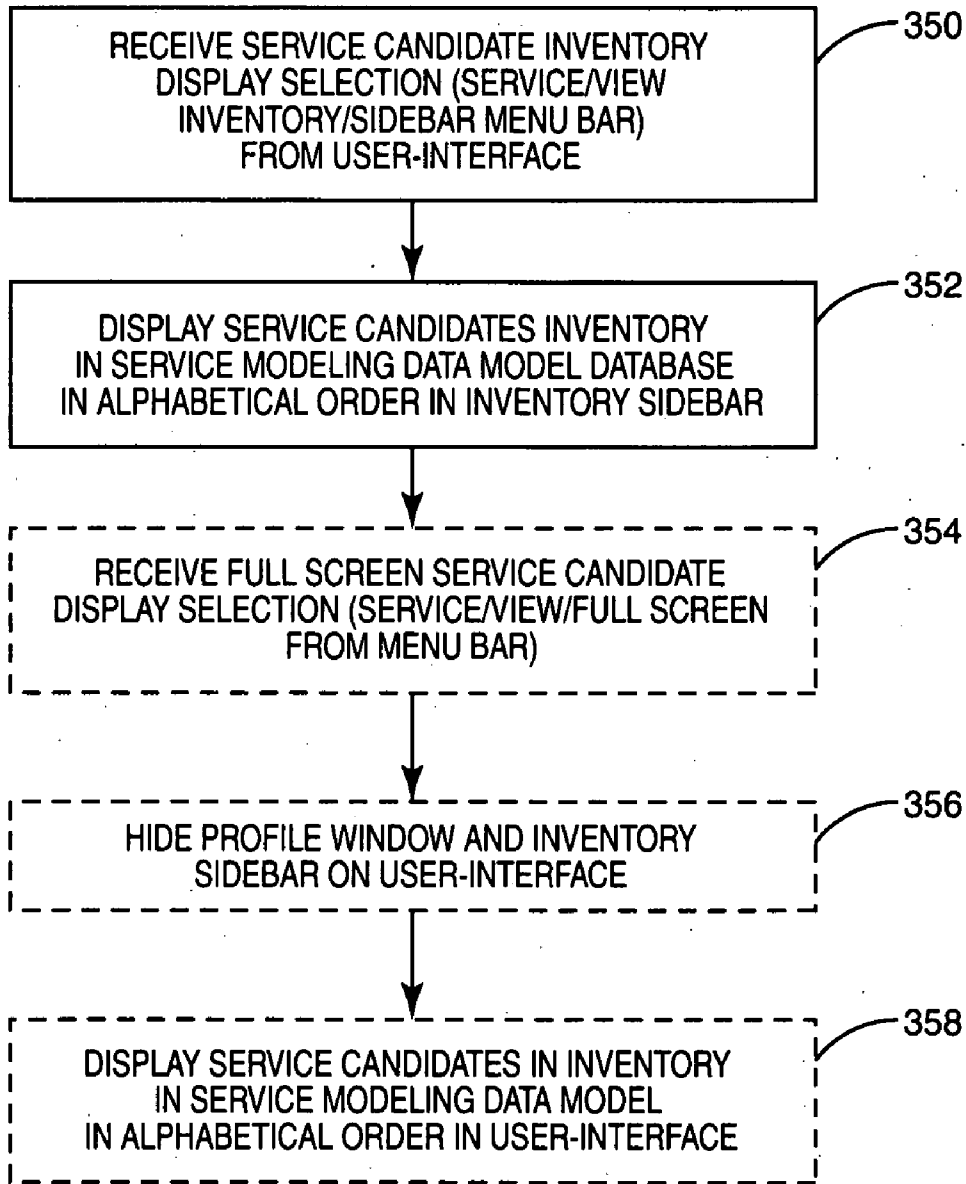 RECEIVE SERVICE CANDIDATE INVENTORY
DISPLAY SELECTION (SERVICE/VIEW
INVENTORY/SIDEBAR MENU BAR)
FROM USER-INTERFACE
350
DISPLAY SERVICE CANDIDATES INVENTORY
IN SERVICE MODELING DATA MODEL DATABASE
IN ALPHABETICAL ORDER IN INVENTORY SIDEBAR
352
RECEIVE FULL SCREEN SERVICE CANDIDATE
DISPLAY SELECTION (SERVICE/VIEW/FULL SCREEN
FROM MENU BAR)
354
HIDE PROFILE WINDOW AND INVENTORY
SIDEBAR ON USER-INTERFACE
356
DISPLAY SERVICE CANDIDATES IN INVENTORY
IN SERVICE MODELING DATA MODEL
IN ALPHABETICAL ORDER IN USER-INTERFACE
358